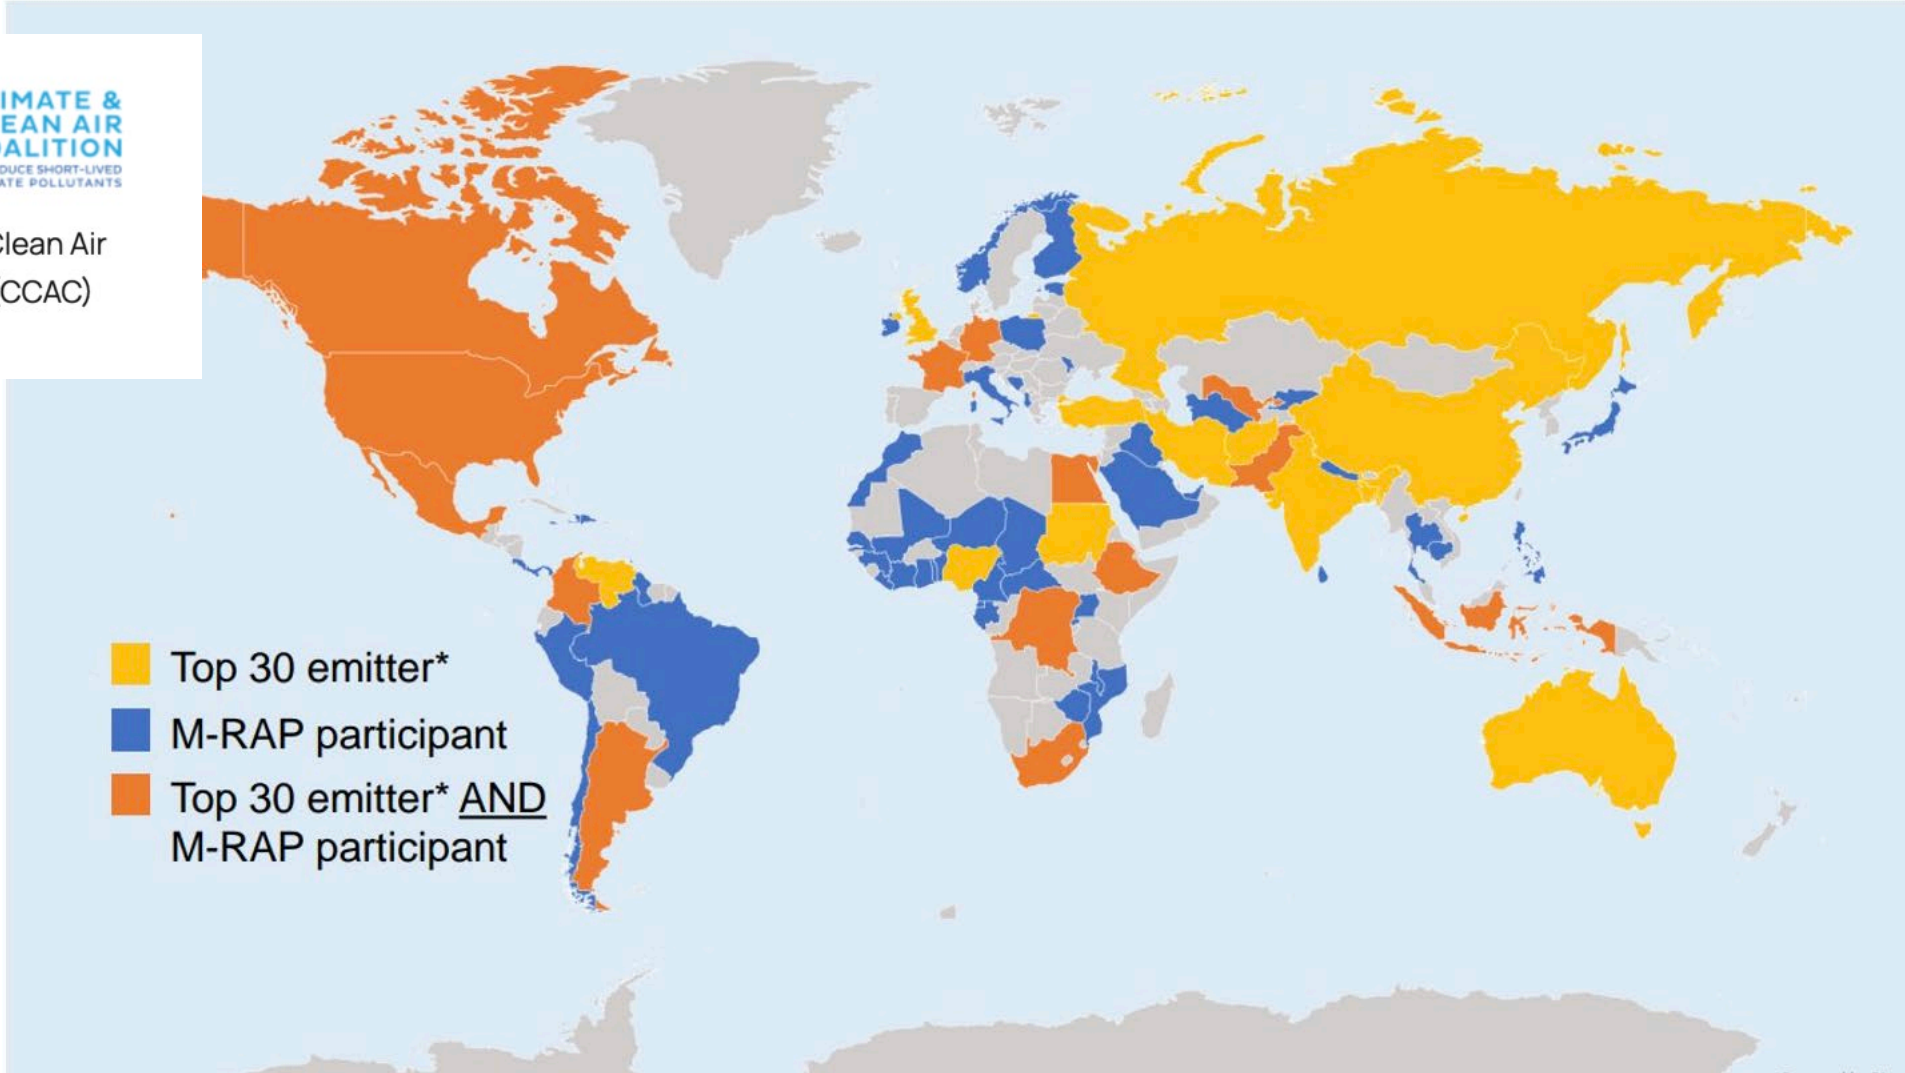 IMATE &
EAN AIR
ALITION
DUCE SHORT-LIVED
ATE POLLUTANTS
lean Air
CCAC)
Top 30 emitter*
M-RAP participant
Top 30 emitter* AND
M-RAP participant